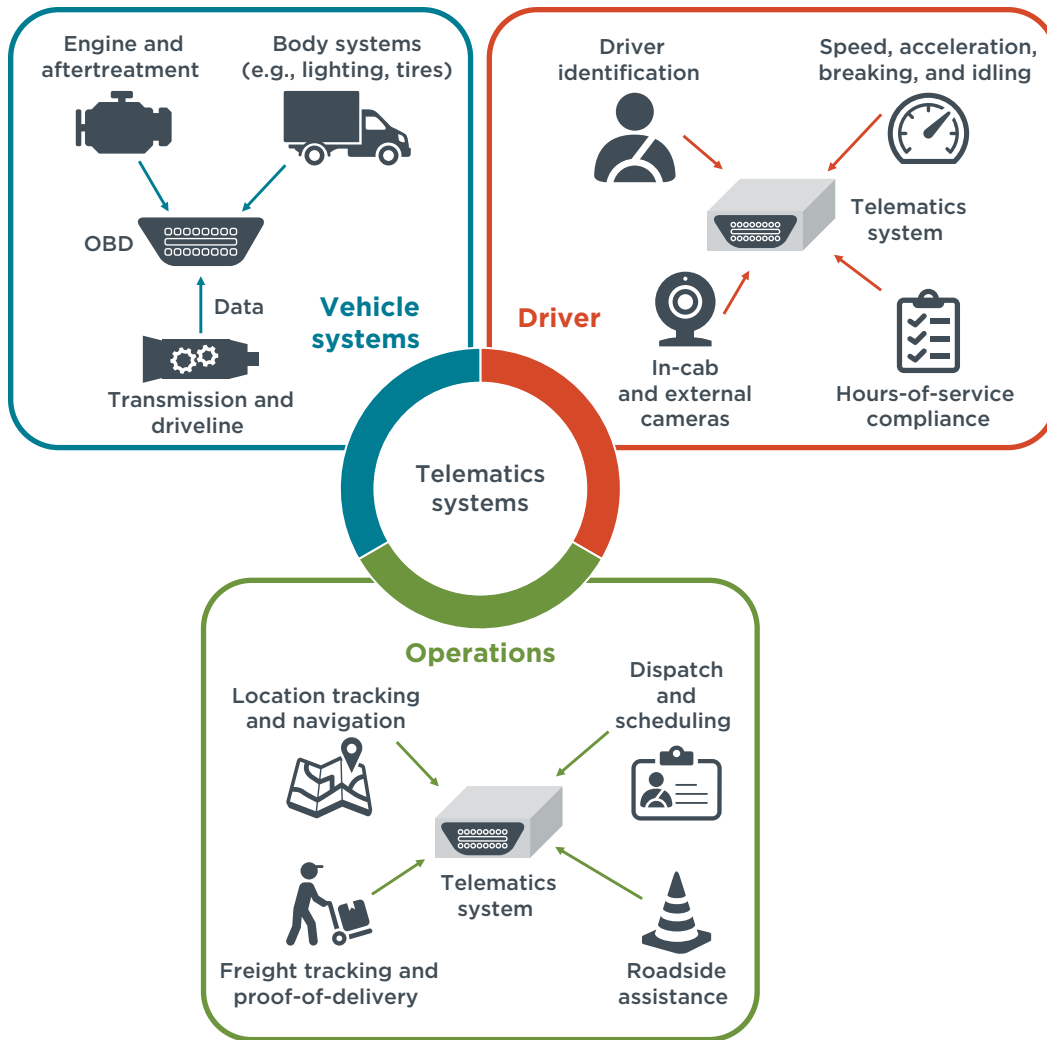 Engine and
aftertreatment
Body systems
(e.g., lighting, tires)
OBD
Data
Transmission and
driveline
Vehicle
systems
Driver
identification
Speed, acceleration,
breaking, and idling
Telematics
system
Driver
In-cab
and external
cameras
Hours-of-service
compliance
Telematics
systems
Operations
Location tracking
and navigation
Dispatch
and
scheduling
Telematics
system
Freight tracking and
proof-of-delivery
Roadside
assistance